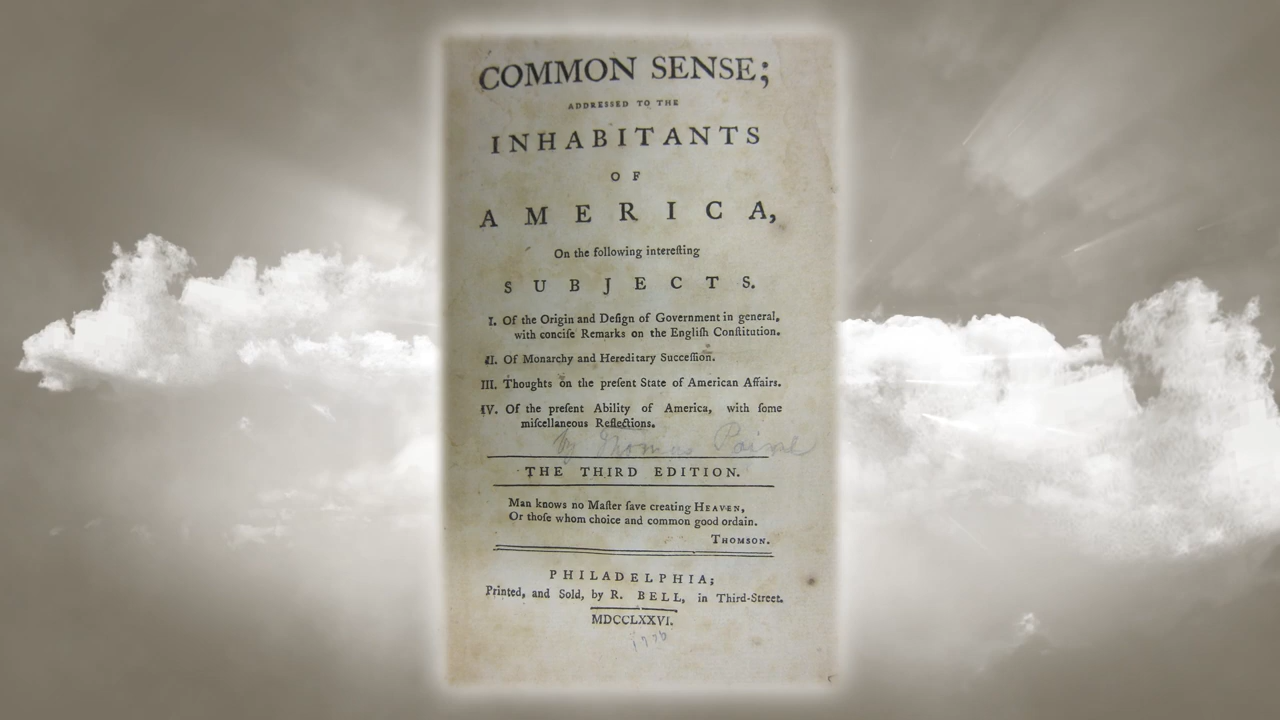 COMMON SENSE;
ADDRESSED TO THE
INHABITANTS
OF
AMERICA,
On the following intereſting
SUBJECTS.
I. Of the Origin and Deſign of Government in general,
with conciſe Remarks on the Engliſh Conſtitution.
II. Of Monarchy and Hereditary Succeſſion.
III. Thoughts on the preſent State of American Affairs.
IV. Of the preſent Ability of America, with ſome
miſcellaneous Reflections.
by Thomas Paine
THE THIRD EDITION.
Man knows no Maſter ſave creating HEAVEN,
Or thoſe whom choice and common good ordain.
THOMSON.
PHILADELPHIA;
Printed, and Sold, by R. BELL, in Third-Street.
MDCCLXXVI.
1776